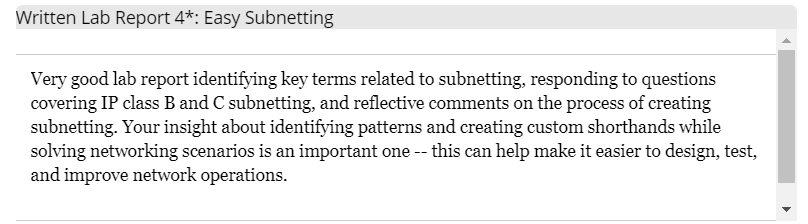 Written Lab Report 4*: Easy Subnetting
Very good lab report identifying key terms related to subnetting, responding to questions
covering IP class B and C subnetting, and reflective comments on the process of creating
subnetting. Your insight about identifying patterns and creating custom shorthands while
solving networking scenarios is an important one -- this can help make it easier to design, test,
and improve network operations.